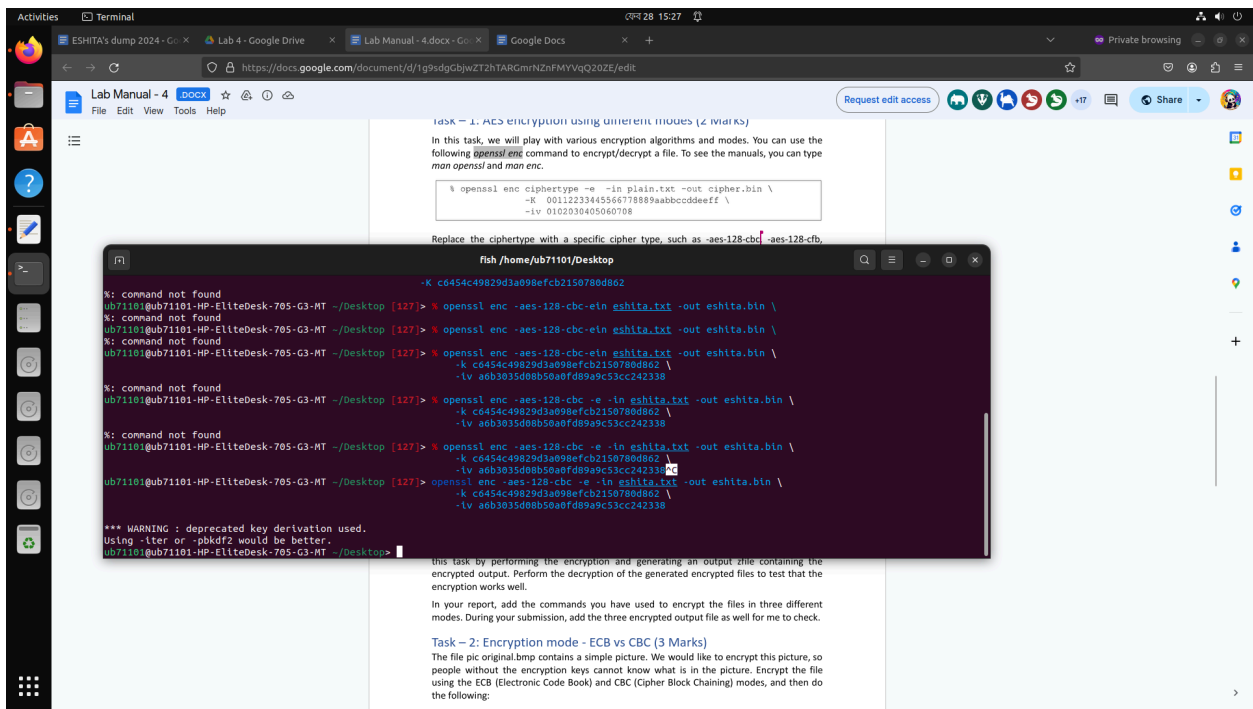 Activities
Terminal
ফেব 28 15:27
ESHITA's dump 2024 - Go
Lab 4 - Google Drive
Lab Manual - 4.docx - Goo
Google Docs
Private browsing
https://docs.google.com/document/d/1g9sdgGbjwZT2hTARGmrNZnFMYVqQ20ZE/edit
Lab Manual - 4 .DOCX
File Edit View Tools Help
Request edit access
+17
Share
Task – 1: AES encryption using different modes (2 Marks)
In this task, we will play with various encryption algorithms and modes. You can use the
following openssl enc command to encrypt/decrypt a file. To see the manuals, you can type
man openssl and man enc.
% openssl enc ciphertype -e -in plain.txt -out cipher.bin \
-K 00112233445566778889aabbccddeeff \
-iv 0102030405060708
Replace the ciphertype with a specific cipher type, such as -aes-128-cbc, -aes-128-cfb,
fish /home/ub71101/Desktop
-K c6454c49829d3a098efcb2150780d862
%: command not found
ub71101@ub71101-HP-EliteDesk-705-G3-MT ~/Desktop [127]> % openssl enc -aes-128-cbc-ein eshita.txt -out eshita.bin \
%: command not found
ub71101@ub71101-HP-EliteDesk-705-G3-MT ~/Desktop [127]> % openssl enc -aes-128-cbc-ein eshita.txt -out eshita.bin \
%: command not found
ub71101@ub71101-HP-EliteDesk-705-G3-MT ~/Desktop [127]> % openssl enc -aes-128-cbc-ein eshita.txt -out eshita.bin \
-k c6454c49829d3a098efcb2150780d862 \
-iv a6b3035d08b50a0fd89a9c53cc242338
%: command not found
ub71101@ub71101-HP-EliteDesk-705-G3-MT ~/Desktop [127]> % openssl enc -aes-128-cbc -e -in eshita.txt -out eshita.bin \
-k c6454c49829d3a098efcb2150780d862 \
-iv a6b3035d08b50a0fd89a9c53cc242338
%: command not found
ub71101@ub71101-HP-EliteDesk-705-G3-MT ~/Desktop [127]> % openssl enc -aes-128-cbc -e -in eshita.txt -out eshita.bin \
-k c6454c49829d3a098efcb2150780d862 \
-iv a6b3035d08b50a0fd89a9c53cc242338^C
ub71101@ub71101-HP-EliteDesk-705-G3-MT ~/Desktop [127]> openssl enc -aes-128-cbc -e -in eshita.txt -out eshita.bin \
-k c6454c49829d3a098efcb2150780d862 \
-iv a6b3035d08b50a0fd89a9c53cc242338
*** WARNING : deprecated key derivation used.
Using -iter or -pbkdf2 would be better.
ub71101@ub71101-HP-EliteDesk-705-G3-MT ~/Desktop>
this task by performing the encryption and generating an output zfile containing the
encrypted output. Perform the decryption of the generated encrypted files to test that the
encryption works well.
In your report, add the commands you have used to encrypt the files in three different
modes. During your submission, add the three encrypted output file as well for me to check.
Task – 2: Encryption mode - ECB vs CBC (3 Marks)
The file pic original.bmp contains a simple picture. We would like to encrypt this picture, so
people without the encryption keys cannot know what is in the picture. Encrypt the file
using the ECB (Electronic Code Book) and CBC (Cipher Block Chaining) modes, and then do
the following: